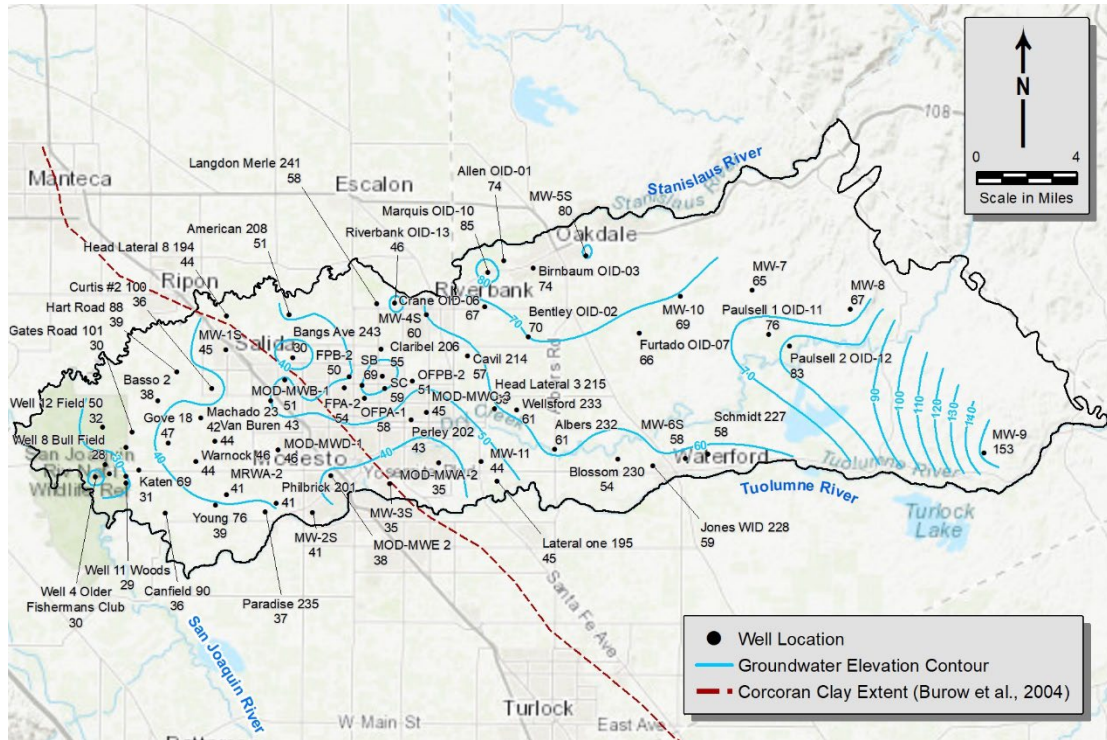 N
0 4
Scale in Miles
108
Manteca
Escalon
Langdon Merle 241
58
Allen OID-01
74
MW-5S
80
Stanislaus River
Marquis OID-10
85
Riverbank OID-13
46
Oakdale
American 208
51
Head Lateral 8 194
44
Ripon
Riverbank
80
Birnbaum OID-03
74
MW-7
65
MW-8
67
Curtis #2 100
36
Hart Road 88
39
Gates Road 101
30
Crane OID-06
67
70
Bentley OID-02
70
MW-10
69
Paulsell 1 OID-11
76
MW-4S
60
Salida
Bangs Ave 243
30
MW-1S
45
40
Claribel 206
55
FPB-2
50
SB
69
Cavil 214
57
Albers Rd
Furtado OID-07
66
Paulsell 2 OID-12
83
70
90
100
110
120
130
140
Basso 2
38
MOD-MWB-1
51
FPA-2
54
SC
59
OFPB-2
51
MOD-MWC-3
45
Head Lateral 3 215
Wellsford 233
61
Well 12 Field 50
32
Gove 18
47
Machado 23
42
Van Buren 43
44
OFPA-1
58
Perley 202
43
Albers 232
61
MW-6S
58
Schmidt 227
58
MW-9
153
Well 8 Bull Field
28
Warnock 46
44
MOD-MWD-1
46
Modesto
40
50
MW-11
44
60
Waterford
Tuolumne River
Katen 69
31
MRWA-2
41
Philbrick 201
41
MOD-MWA-2
35
Blossom 230
54
Tuolumne River
Turlock
Lake
Young 76
39
MW-3S
35
Jones WID 228
59
MW-2S
41
MOD-MWE 2
38
Lateral one 195
45
Well 11 Woods
29
Well 4 Older
Fishermans Club
30
Canfield 90
36
Paradise 235
37
Santa Fe Ave
San Joaquin River
W Main St
Turlock
East Ave
Well Location
Groundwater Elevation Contour
Corcoran Clay Extent (Burow et al., 2004)